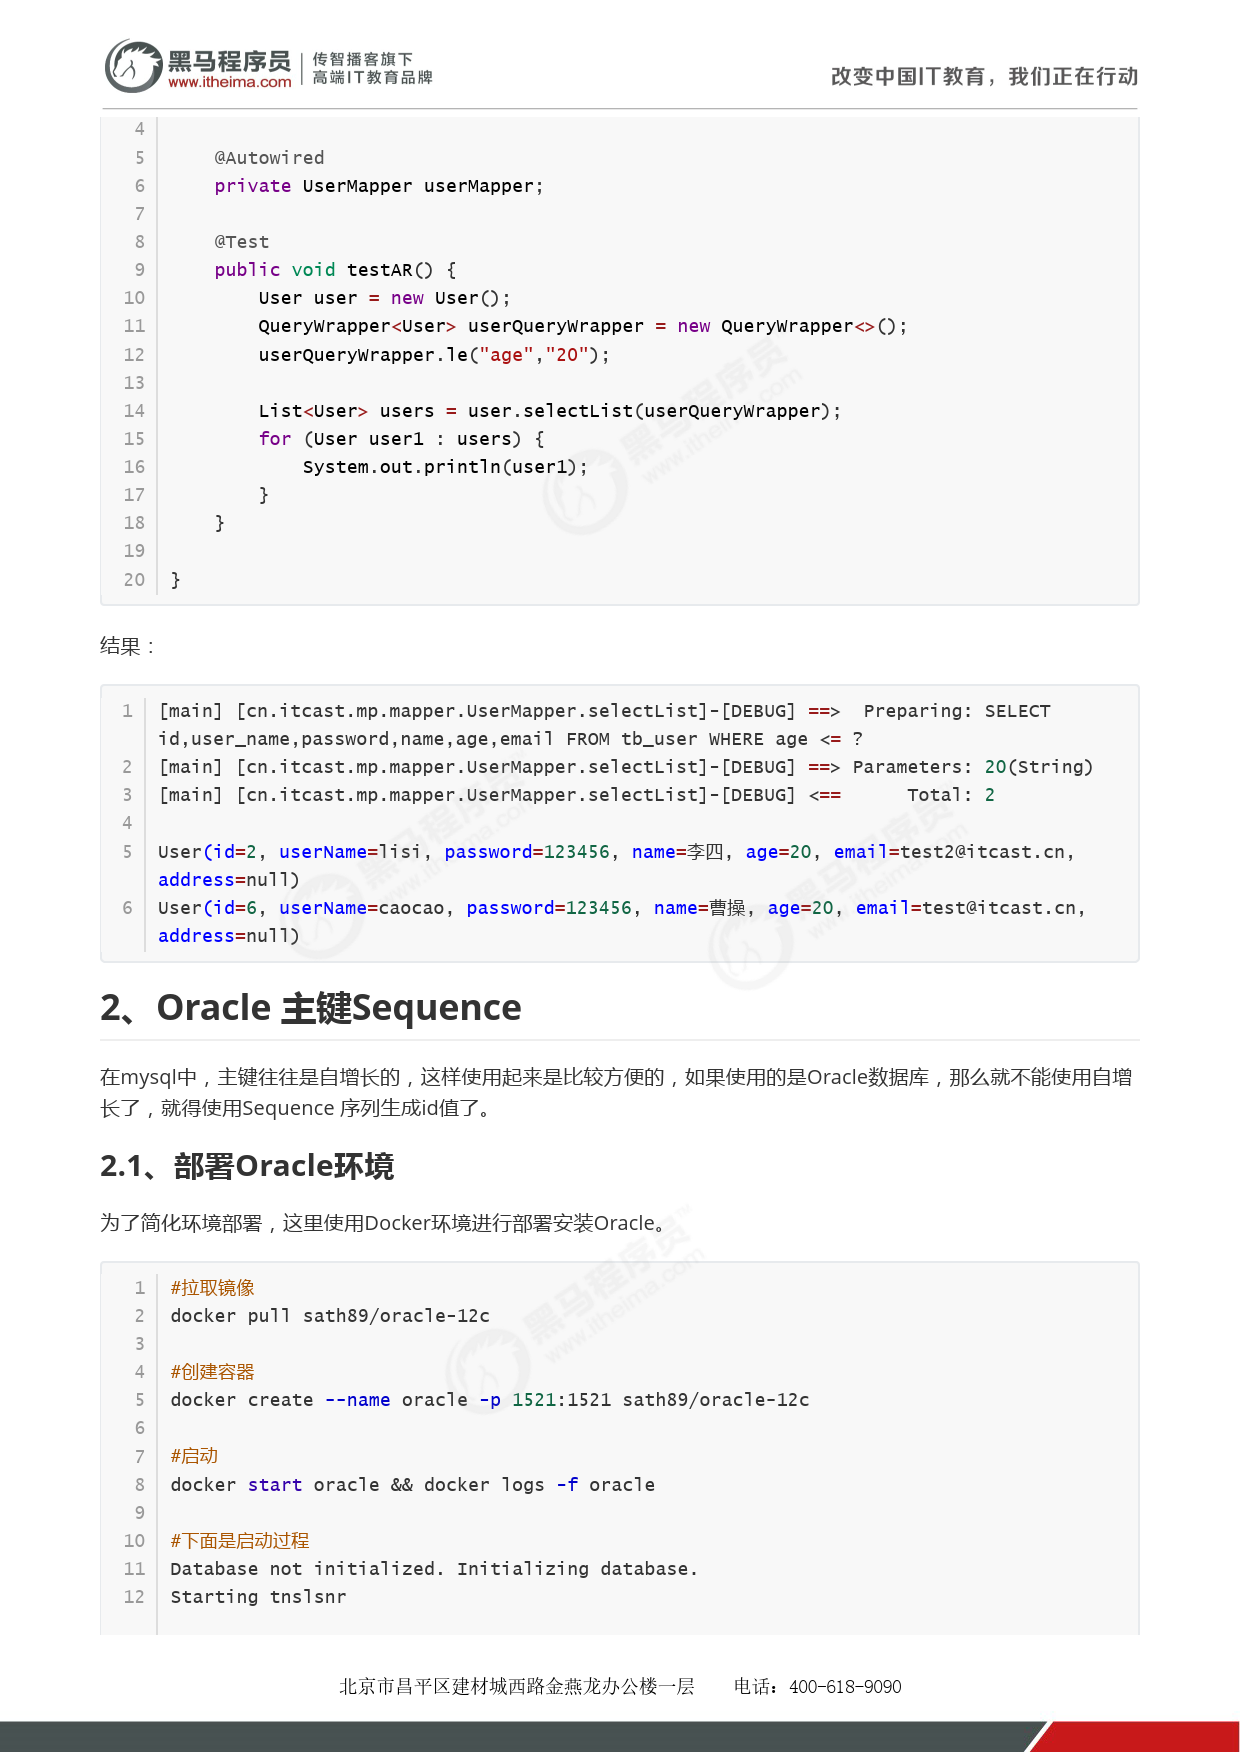 黑马程序员
www.itheima.com
传智播客旗下
高端IT教育品牌
改变中国IT教育，我们正在行动
4
5     @Autowired
6     private UserMapper userMapper;
7
8     @Test
9     public void testAR() {
10         User user = new User();
11         QueryWrapper<User> userQueryWrapper = new QueryWrapper<>();
12         userQueryWrapper.le("age","20");
13
14         List<User> users = user.selectList(userQueryWrapper);
15         for (User user1 : users) {
16             System.out.println(user1);
17         }
18     }
19
20 }
结果：
1 [main] [cn.itcast.mp.mapper.UserMapper.selectList]-[DEBUG] ==>  Preparing: SELECT
id,user_name,password,name,age,email FROM tb_user WHERE age <= ?
2 [main] [cn.itcast.mp.mapper.UserMapper.selectList]-[DEBUG] ==> Parameters: 20(String)
3 [main] [cn.itcast.mp.mapper.UserMapper.selectList]-[DEBUG] <==      Total: 2
4
5 User(id=2, userName=lisi, password=123456, name=李四, age=20, email=test2@itcast.cn,
address=null)
6 User(id=6, userName=caocao, password=123456, name=曹操, age=20, email=test@itcast.cn,
address=null)
2、Oracle 主键Sequence
在mysql中，主键往往是自增长的，这样使用起来是比较方便的，如果使用的是Oracle数据库，那么就不能使用自增
长了，就得使用Sequence 序列生成id值了。
2.1、部署Oracle环境
为了简化环境部署，这里使用Docker环境进行部署安装Oracle。
1 #拉取镜像
2 docker pull sath89/oracle-12c
3
4 #创建容器
5 docker create --name oracle -p 1521:1521 sath89/oracle-12c
6
7 #启动
8 docker start oracle && docker logs -f oracle
9
10 #下面是启动过程
11 Database not initialized. Initializing database.
12 Starting tnslsnr
北京市昌平区建材城西路金燕龙办公楼一层　　电话：400-618-9090